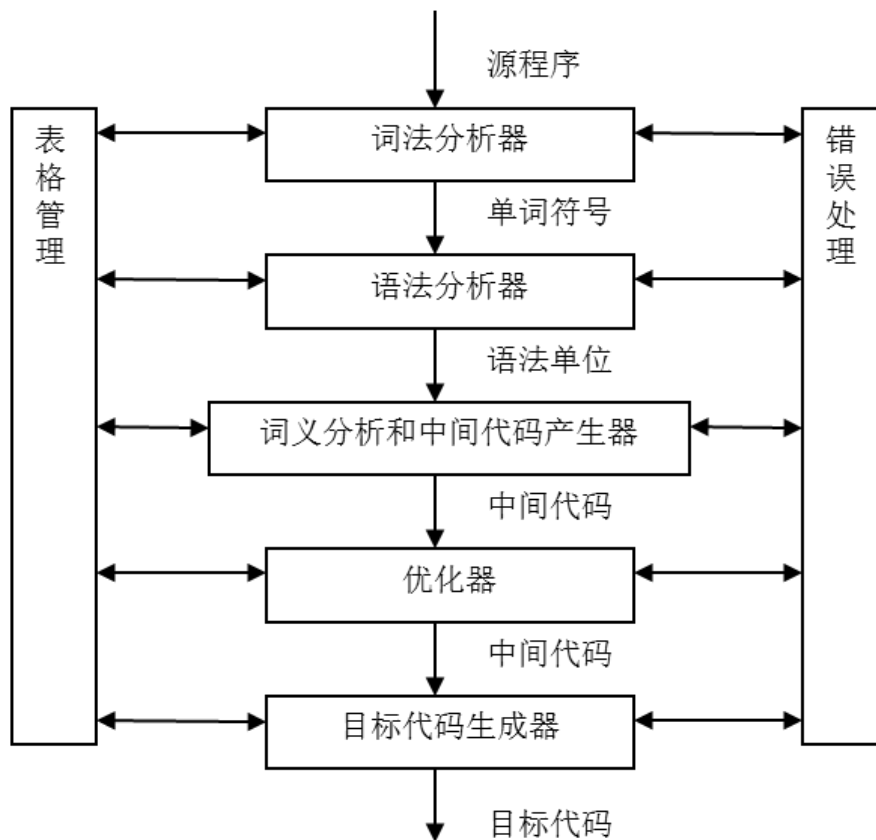 源程序
表格管理
词法分析器
错误处理
单词符号
语法分析器
语法单位
词义分析和中间代码产生器
中间代码
优化器
中间代码
目标代码生成器
目标代码